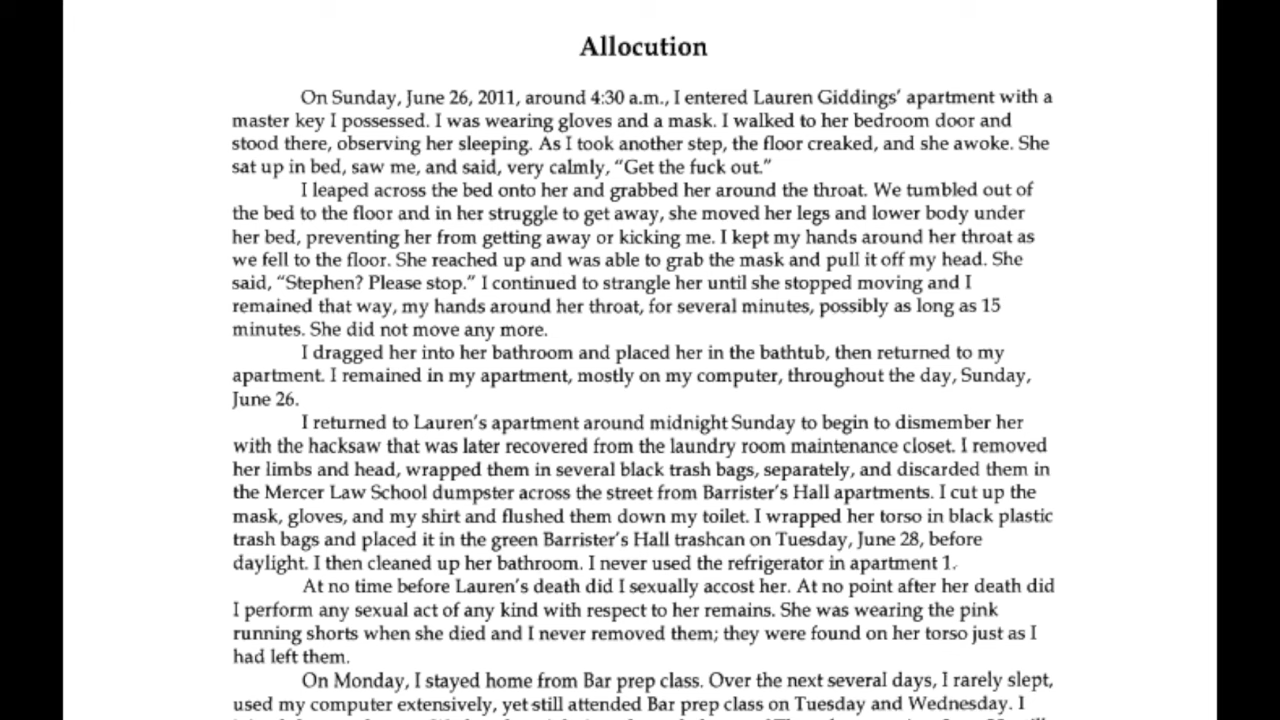 Allocution
On Sunday, June 26, 2011, around 4:30 a.m., I entered Lauren Giddings' apartment with a
master key I possessed. I was wearing gloves and a mask. I walked to her bedroom door and
stood there, observing her sleeping. As I took another step, the floor creaked, and she awoke. She
sat up in bed, saw me, and said, very calmly, “Get the fuck out.”
I leaped across the bed onto her and grabbed her around the throat. We tumbled out of
the bed to the floor and in her struggle to get away, she moved her legs and lower body under
her bed, preventing her from getting away or kicking me. I kept my hands around her throat as
we fell to the floor. She reached up and was able to grab the mask and pull it off my head. She
said, “Stephen? Please stop.” I continued to strangle her until she stopped moving and I
remained that way, my hands around her throat, for several minutes, possibly as long as 15
minutes. She did not move any more.
I dragged her into her bathroom and placed her in the bathtub, then returned to my
apartment. I remained in my apartment, mostly on my computer, throughout the day, Sunday,
June 26.
I returned to Lauren's apartment around midnight Sunday to begin to dismember her
with the hacksaw that was later recovered from the laundry room maintenance closet. I removed
her limbs and head, wrapped them in several black trash bags, separately, and discarded them in
the Mercer Law School dumpster across the street from Barrister's Hall apartments. I cut up the
mask, gloves, and my shirt and flushed them down my toilet. I wrapped her torso in black plastic
trash bags and placed it in the green Barrister's Hall trashcan on Tuesday, June 28, before
daylight. I then cleaned up her bathroom. I never used the refrigerator in apartment 1.
At no time before Lauren's death did I sexually accost her. At no point after her death did
I perform any sexual act of any kind with respect to her remains. She was wearing the pink
running shorts when she died and I never removed them; they were found on her torso just as I
had left them.
On Monday, I stayed home from Bar prep class. Over the next several days, I rarely slept,
used my computer extensively, yet still attended Bar prep class on Tuesday and Wednesday. I